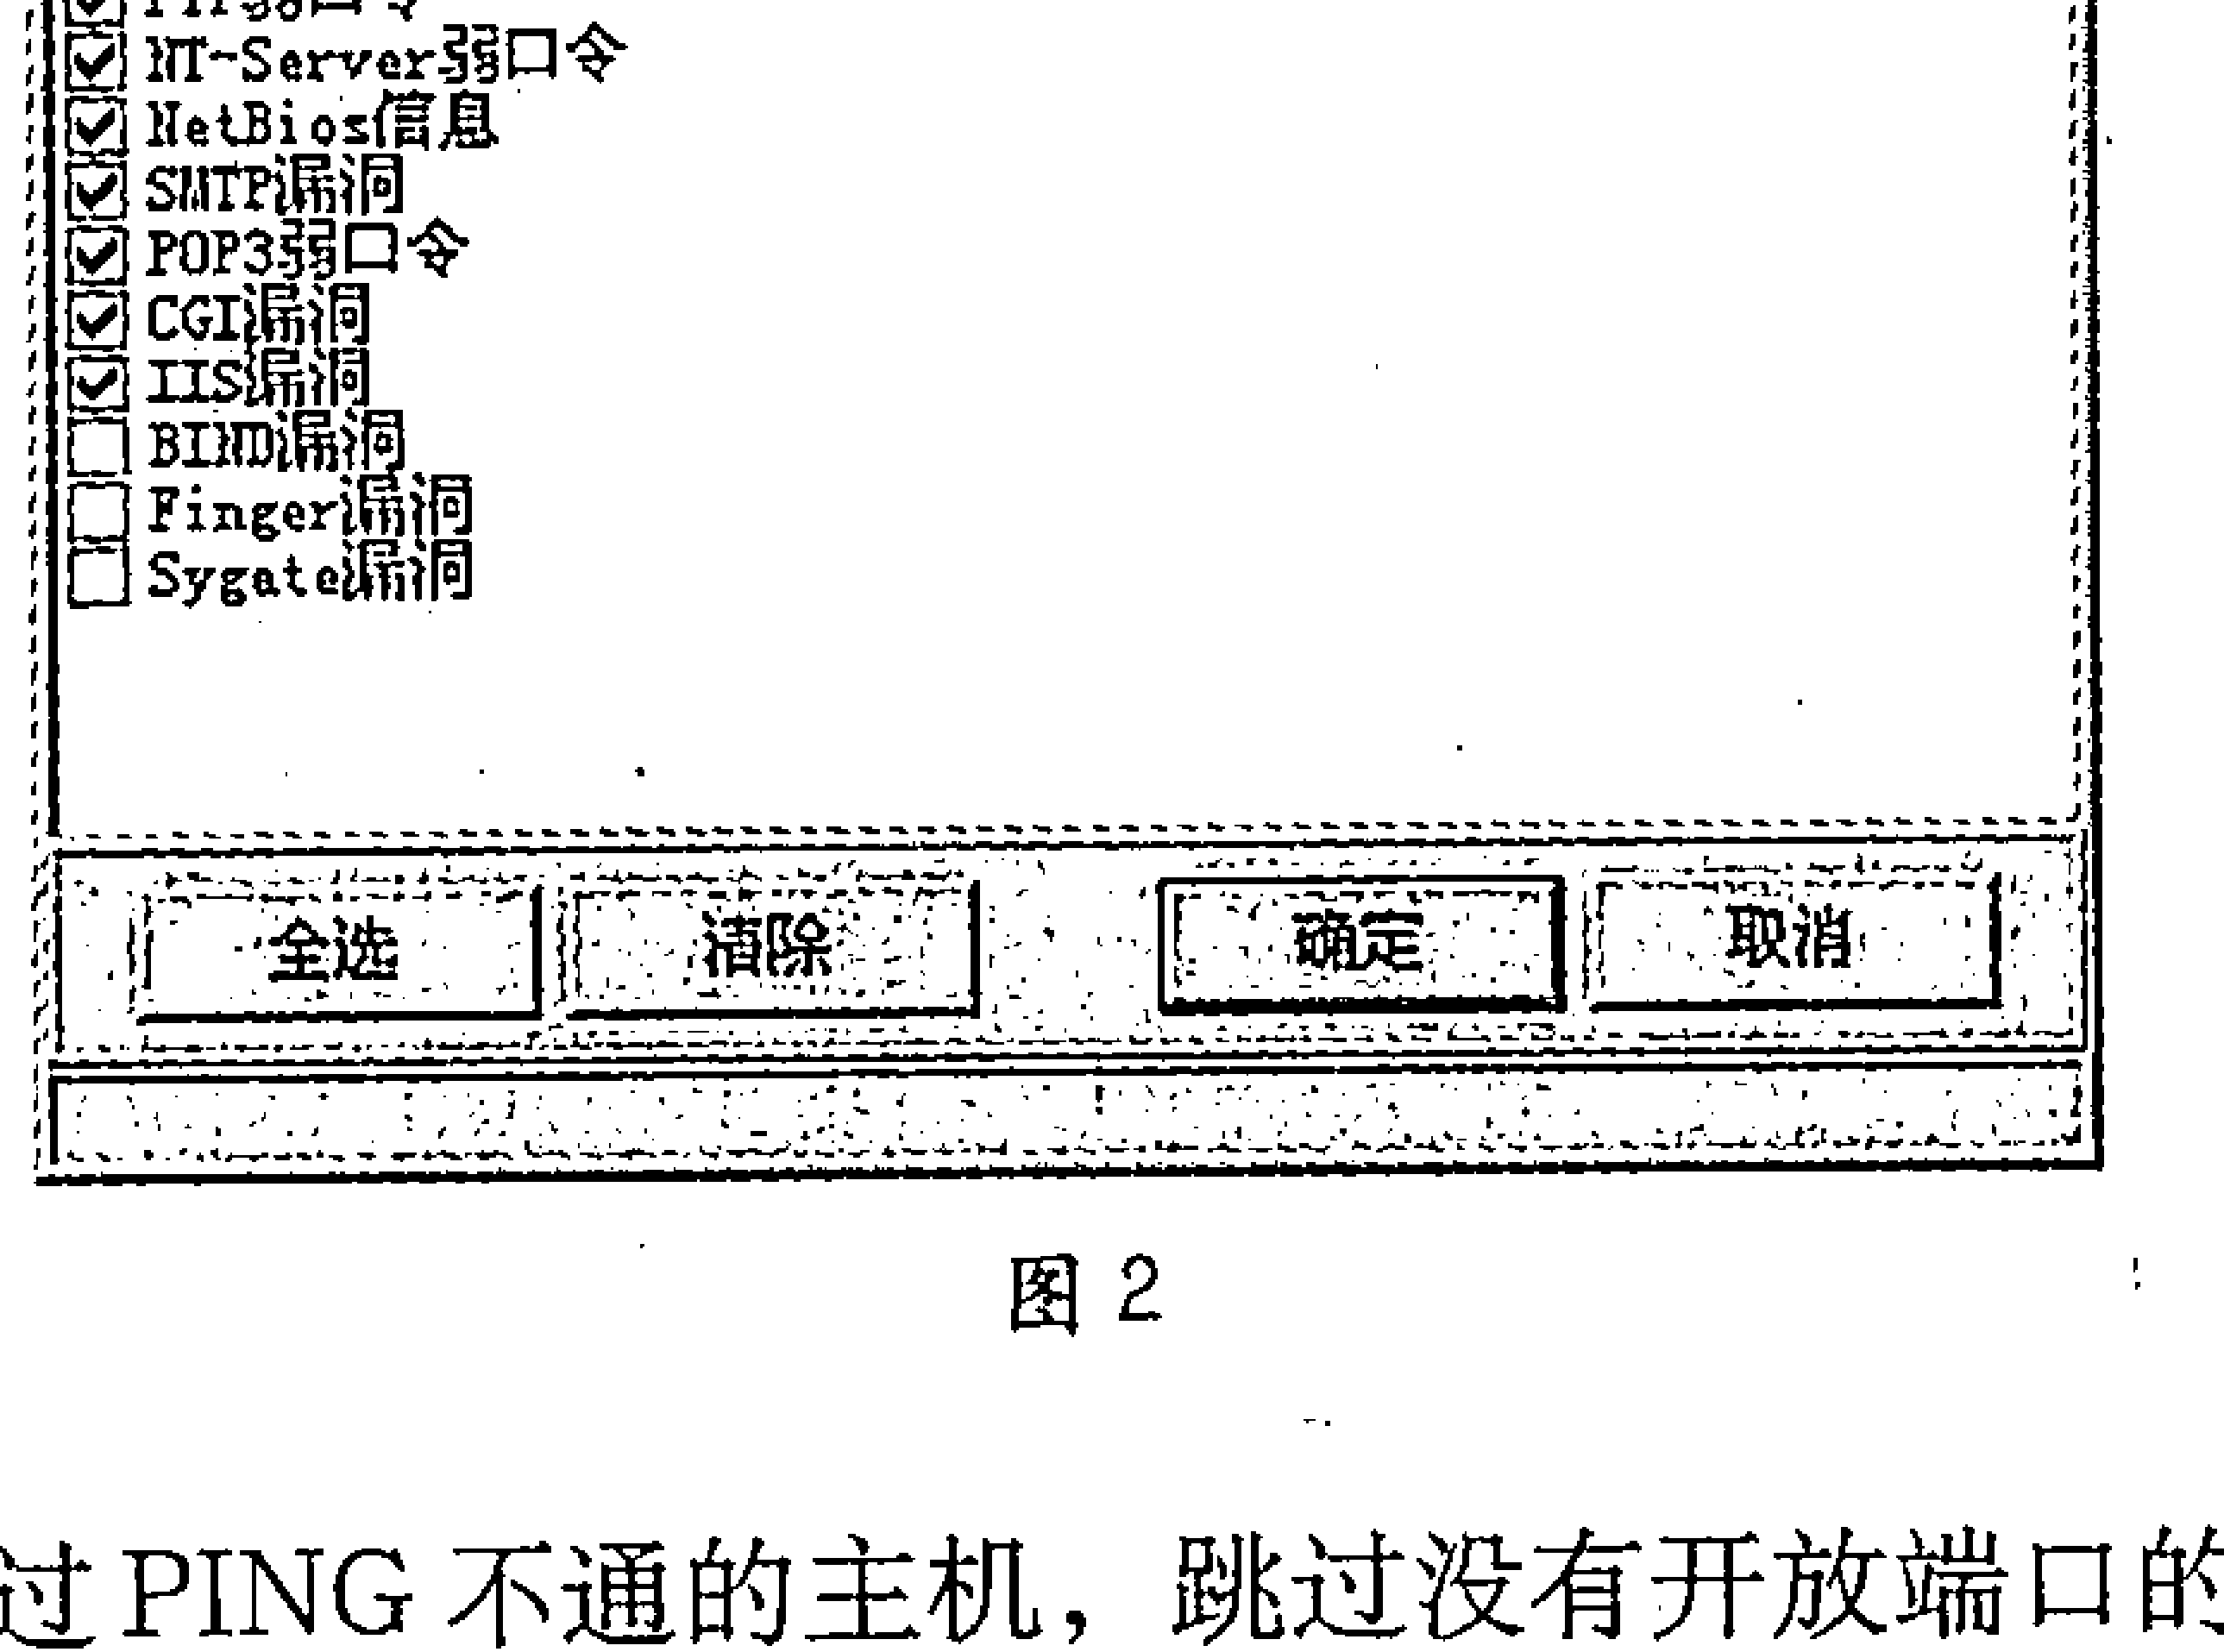 NT-Server弱口令
NetBios信息
SMTP漏洞
POP3弱口令
CGI漏洞
IIS漏洞
BIND漏洞
Finger漏洞
Sygate漏洞
全选 清除 确定 取消
图 2
过 PING 不通的主机，跳过没有开放端口的